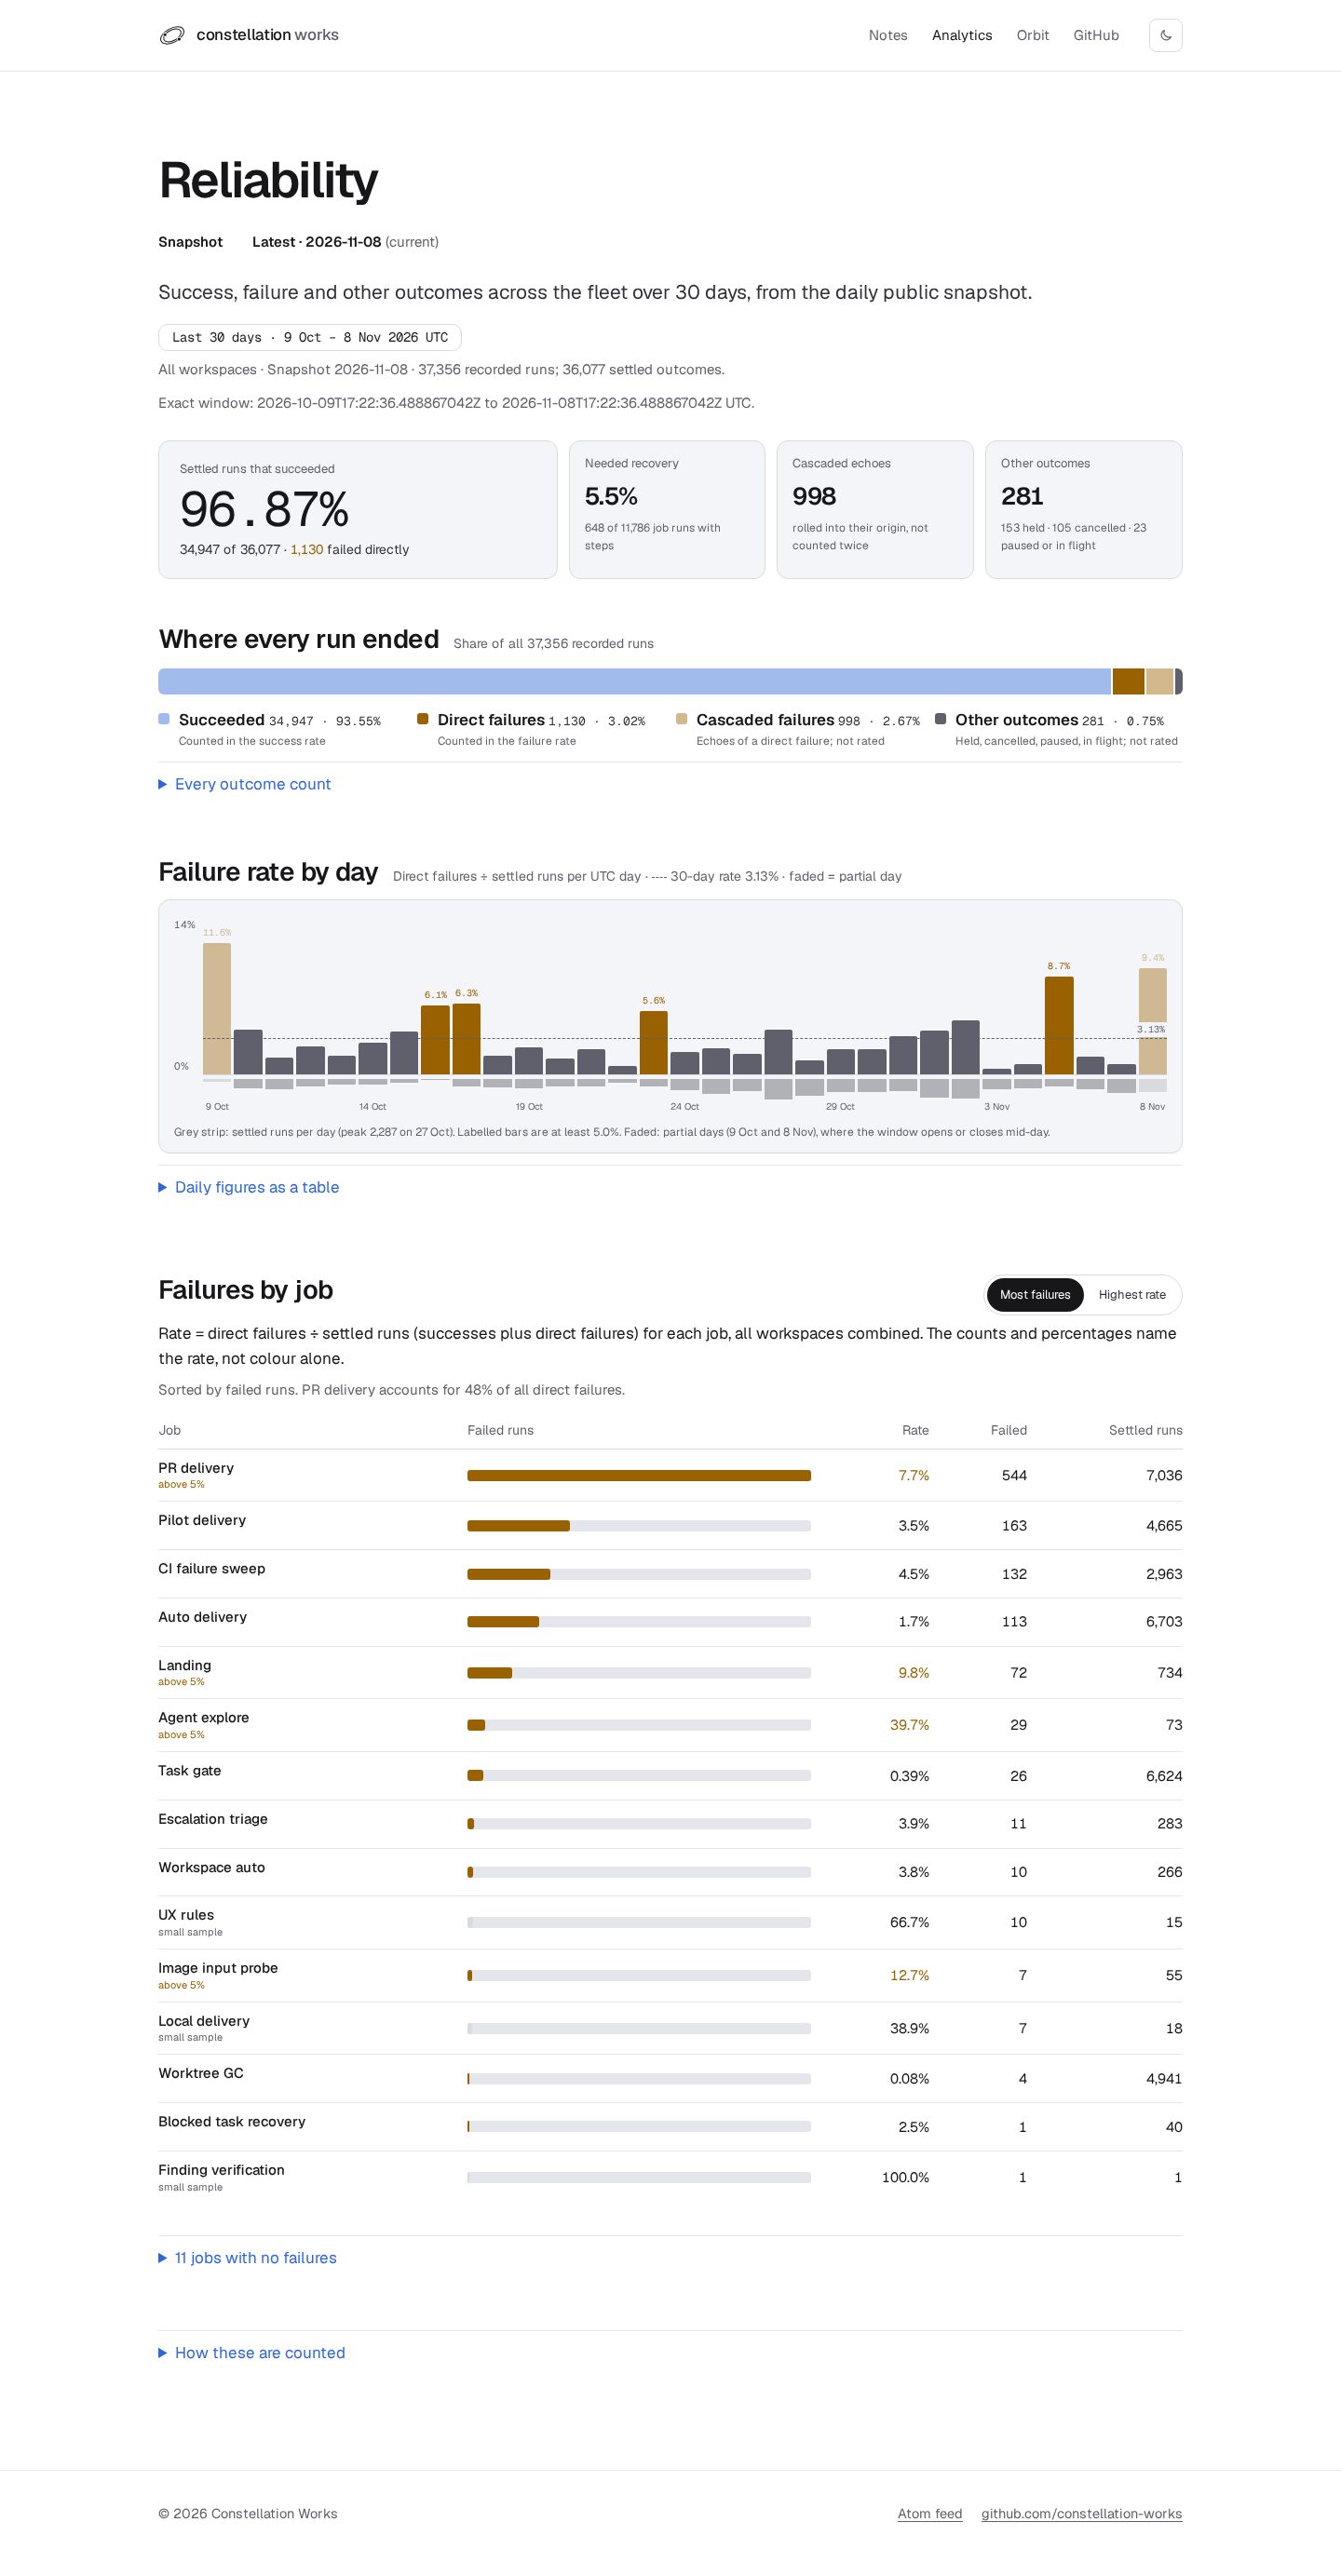 constellation works
Notes Analytics Orbit GitHub
Reliability
Snapshot Latest · 2026-11-08 (current)
Success, failure and other outcomes across the fleet over 30 days, from the daily public snapshot.
Last 30 days · 9 Oct – 8 Nov 2026 UTC
All workspaces · Snapshot 2026-11-08 · 37,356 recorded runs; 36,077 settled outcomes.
Exact window: 2026-10-09T17:22:36.488867042Z to 2026-11-08T17:22:36.488867042Z UTC.
Settled runs that succeeded
96.87%
34,947 of 36,077 · 1,130 failed directly
Needed recovery
5.5%
648 of 11,786 job runs with
steps
Cascaded echoes
998
rolled into their origin, not
counted twice
Other outcomes
281
153 held · 105 cancelled · 23
paused or in flight
Where every run ended Share of all 37,356 recorded runs
Succeeded 34,947 · 93.55%
Counted in the success rate
Direct failures 1,130 · 3.02%
Counted in the failure rate
Cascaded failures 998 · 2.67%
Echoes of a direct failure; not rated
Other outcomes 281 · 0.75%
Held, cancelled, paused, in flight; not rated
Every outcome count
Failure rate by day Direct failures ÷ settled runs per UTC day · ---- 30-day rate 3.13% · faded = partial day
14%
11.6%
6.1% 6.3%
5.6%
8.7%
9.4%
3.13%
0%
9 Oct 14 Oct 19 Oct 24 Oct 29 Oct 3 Nov 8 Nov
Grey strip: settled runs per day (peak 2,287 on 27 Oct). Labelled bars are at least 5.0%. Faded: partial days (9 Oct and 8 Nov), where the window opens or closes mid-day.
Daily figures as a table
Failures by job
Most failures Highest rate
Rate = direct failures ÷ settled runs (successes plus direct failures) for each job, all workspaces combined. The counts and percentages name
the rate, not colour alone.
Sorted by failed runs. PR delivery accounts for 48% of all direct failures.
Job Failed runs Rate Failed Settled runs
PR delivery 7.7% 544 7,036
above 5%
Pilot delivery 3.5% 163 4,665
CI failure sweep 4.5% 132 2,963
Auto delivery 1.7% 113 6,703
Landing 9.8% 72 734
above 5%
Agent explore 39.7% 29 73
above 5%
Task gate 0.39% 26 6,624
Escalation triage 3.9% 11 283
Workspace auto 3.8% 10 266
UX rules 66.7% 10 15
small sample
Image input probe 12.7% 7 55
above 5%
Local delivery 38.9% 7 18
small sample
Worktree GC 0.08% 4 4,941
Blocked task recovery 2.5% 1 40
Finding verification 100.0% 1 1
small sample
11 jobs with no failures
How these are counted
© 2026 Constellation Works
Atom feed github.com/constellation-works